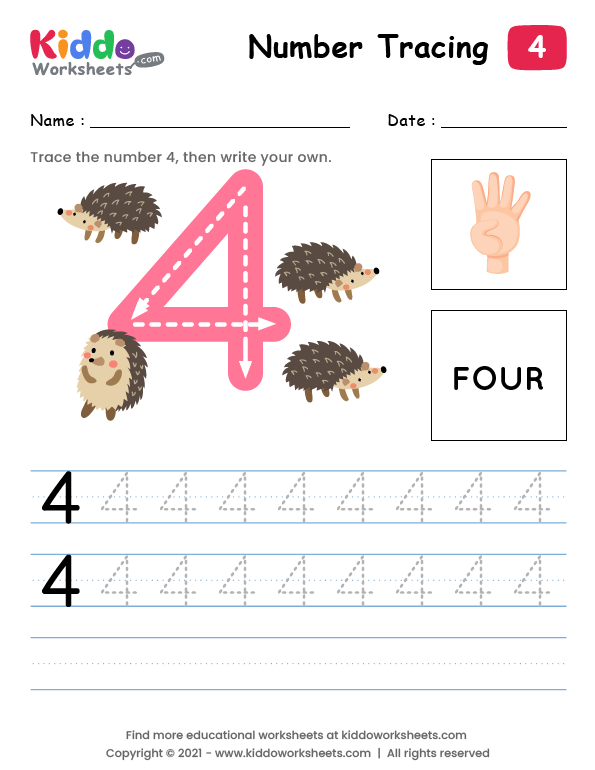 Kiddo
Worksheets.com
Number Tracing
4
Name :
Date :
Trace the number 4, then write your own.
4
FOUR
4 4 4 4 4 4 4 4 4
4 4 4 4 4 4 4 4 4
Find more educational worksheets at kiddoworksheets.com
Copyright © 2021 - www.kiddoworksheets.com | All rights reserved